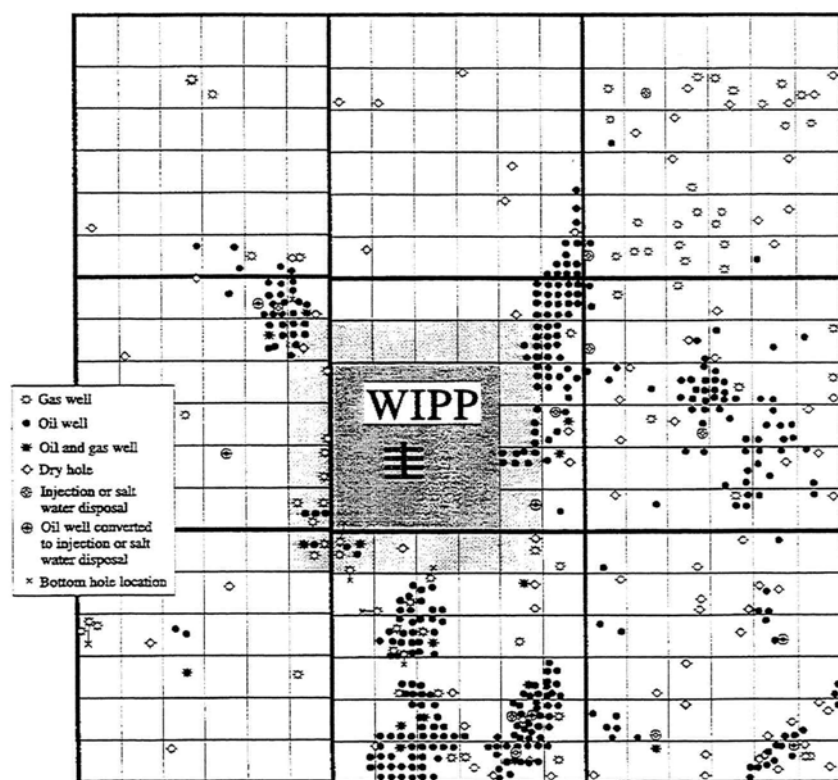 WIPP
Gas well
Oil well
Oil and gas well
Dry hole
Injection or salt
water disposal
Oil well converted
to injection or salt
water disposal
Bottom hole location